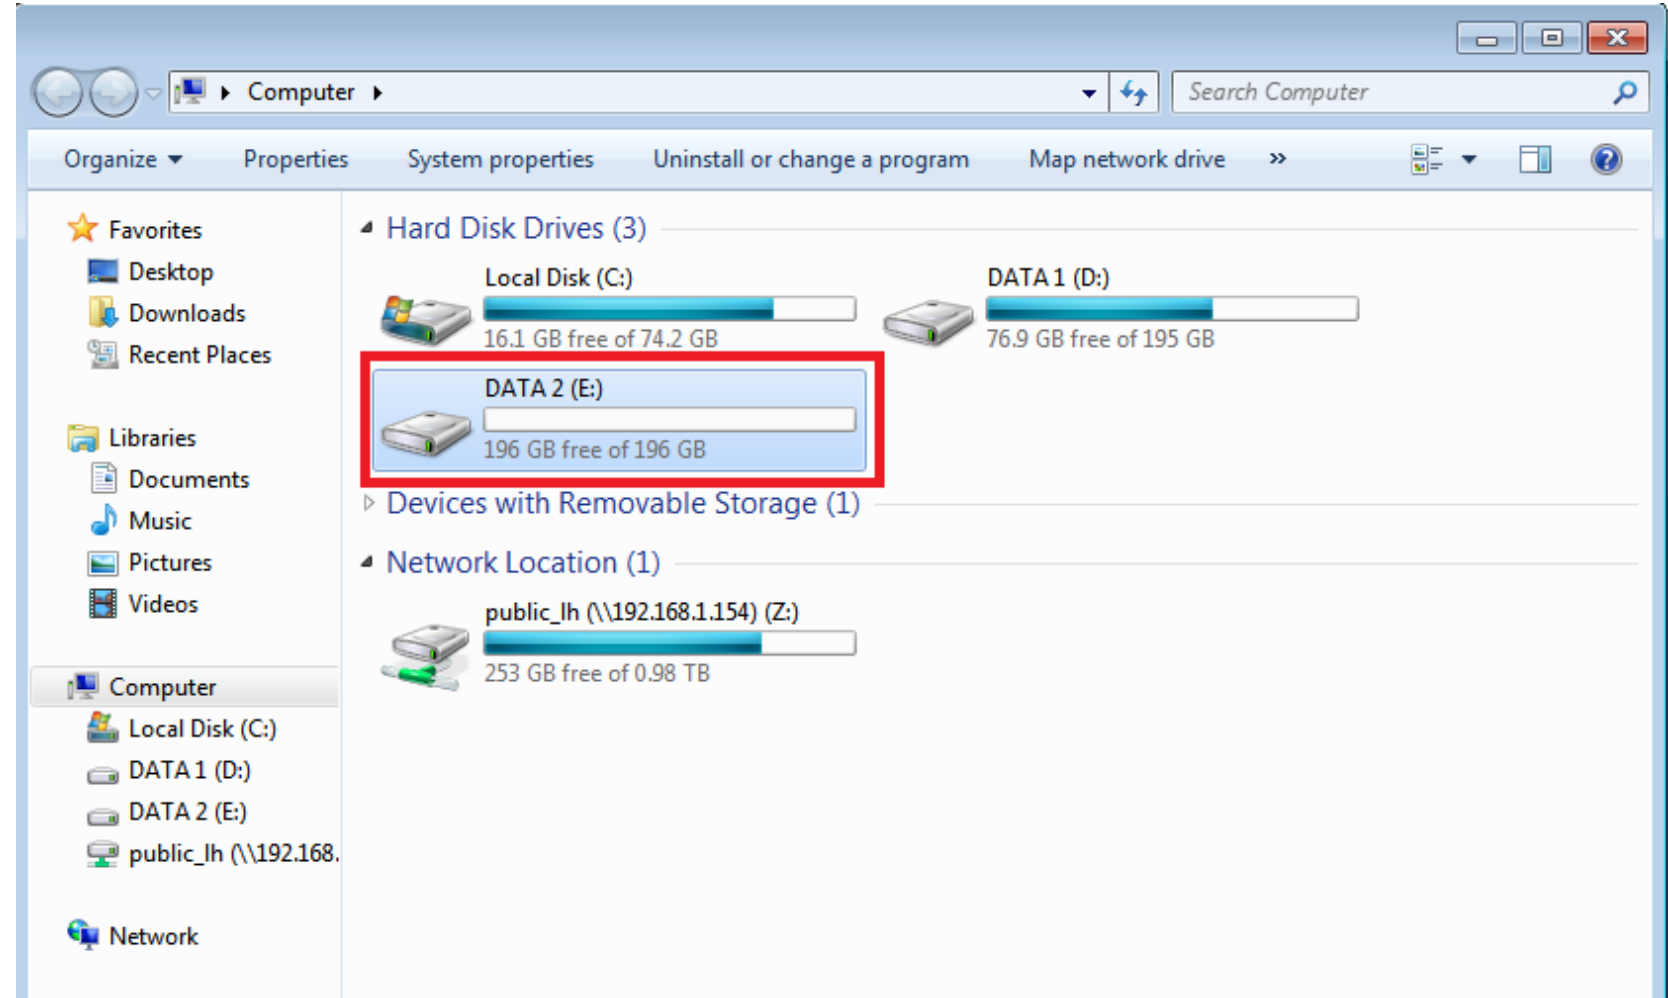 Computer
Search Computer
Organize
Properties
System properties
Uninstall or change a program
Map network drive
»
Favorites
Desktop
Downloads
Recent Places
Libraries
Documents
Music
Pictures
Videos
Computer
Local Disk (C:)
DATA 1 (D:)
DATA 2 (E:)
public_lh (\\192.168.
Network
Hard Disk Drives (3)
Local Disk (C:)
16.1 GB free of 74.2 GB
DATA 1 (D:)
76.9 GB free of 195 GB
DATA 2 (E:)
196 GB free of 196 GB
Devices with Removable Storage (1)
Network Location (1)
public_lh (\\192.168.1.154) (Z:)
253 GB free of 0.98 TB